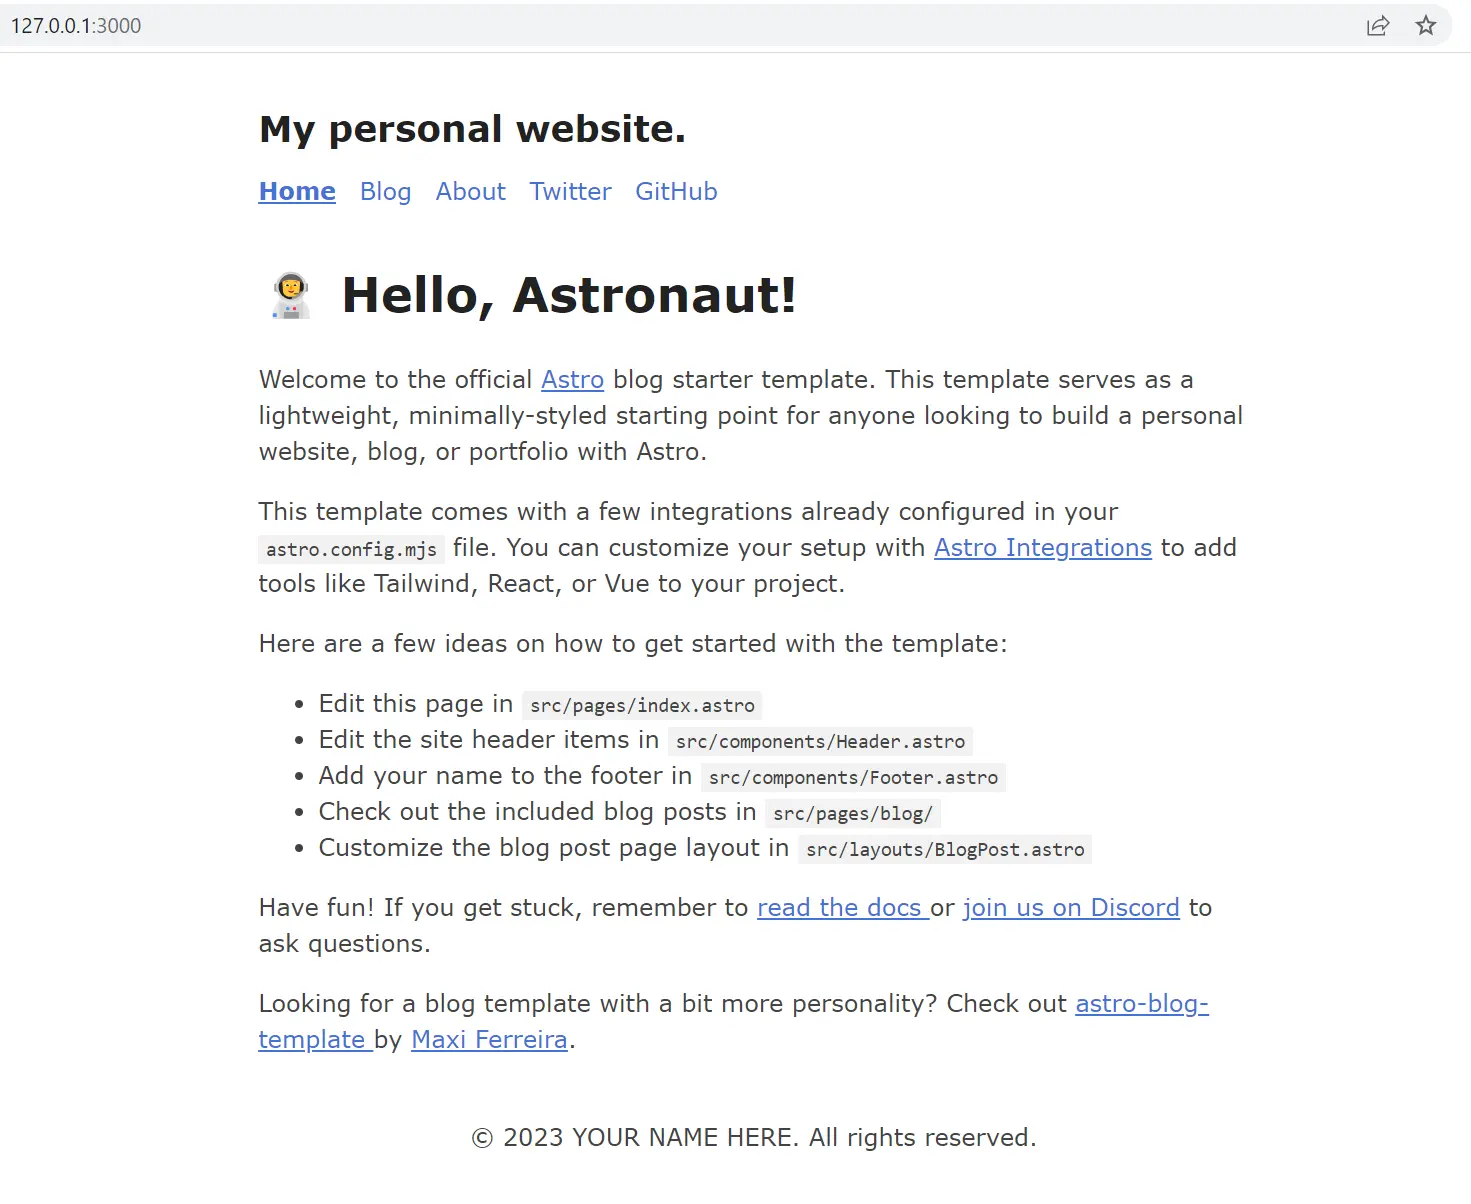 127.0.0.1:3000
My personal website.
Home Blog About Twitter GitHub
Hello, Astronaut!
Welcome to the official Astro blog starter template. This template serves as a
lightweight, minimally-styled starting point for anyone looking to build a personal
website, blog, or portfolio with Astro.
This template comes with a few integrations already configured in your
astro.config.mjs file. You can customize your setup with Astro Integrations to add
tools like Tailwind, React, or Vue to your project.
Here are a few ideas on how to get started with the template:
• Edit this page in src/pages/index.astro
• Edit the site header items in src/components/Header.astro
• Add your name to the footer in src/components/Footer.astro
• Check out the included blog posts in src/pages/blog/
• Customize the blog post page layout in src/layouts/BlogPost.astro
Have fun! If you get stuck, remember to read the docs or join us on Discord to
ask questions.
Looking for a blog template with a bit more personality? Check out astro-blog-
template by Maxi Ferreira.
© 2023 YOUR NAME HERE. All rights reserved.